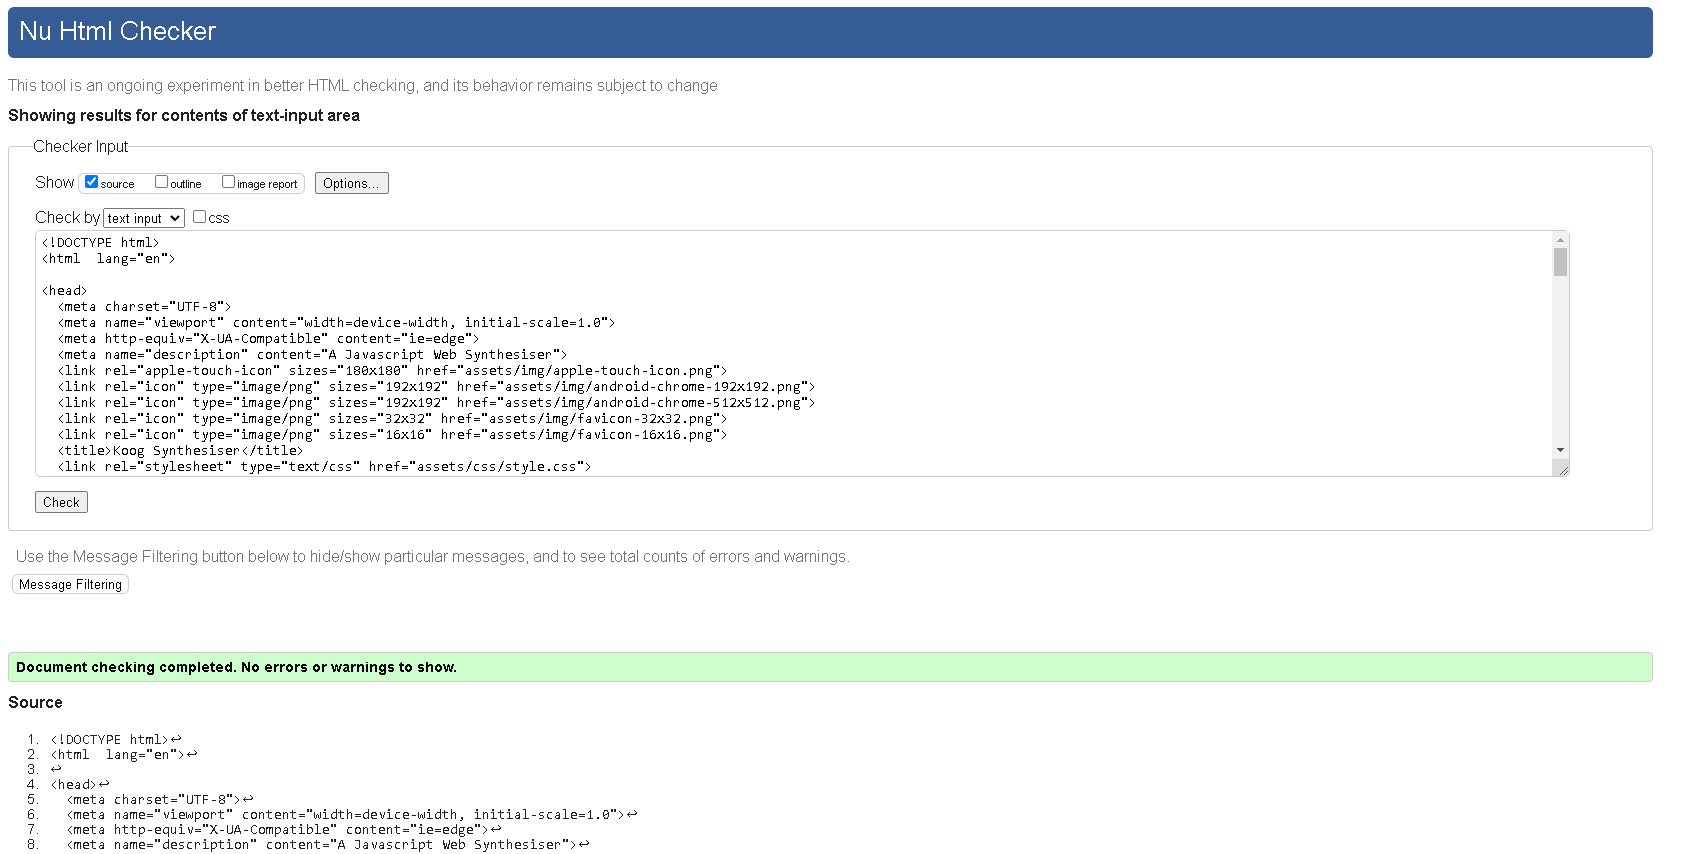 Nu Html Checker
This tool is an ongoing experiment in better HTML checking, and its behavior remains subject to change
Showing results for contents of text-input area
Checker Input
Show source outline image report Options...
Check by text input css
<!DOCTYPE html>
<html  lang="en">
<head>
  <meta charset="UTF-8">
  <meta name="viewport" content="width=device-width, initial-scale=1.0">
  <meta http-equiv="X-UA-Compatible" content="ie=edge">
  <meta name="description" content="A Javascript Web Synthesiser">
  <link rel="apple-touch-icon" sizes="180x180" href="assets/img/apple-touch-icon.png">
  <link rel="icon" type="image/png" sizes="192x192" href="assets/img/android-chrome-192x192.png">
  <link rel="icon" type="image/png" sizes="192x192" href="assets/img/android-chrome-512x512.png">
  <link rel="icon" type="image/png" sizes="32x32" href="assets/img/favicon-32x32.png">
  <link rel="icon" type="image/png" sizes="16x16" href="assets/img/favicon-16x16.png">
  <title>Koog Synthesiser</title>
  <link rel="stylesheet" type="text/css" href="assets/css/style.css">
Check
Use the Message Filtering button below to hide/show particular messages, and to see total counts of errors and warnings.
Message Filtering
Document checking completed. No errors or warnings to show.
Source
1. <!DOCTYPE html>↩
2. <html  lang="en">↩
3. ↩
4. <head>↩
5.   <meta charset="UTF-8">↩
6.   <meta name="viewport" content="width=device-width, initial-scale=1.0">↩
7.   <meta http-equiv="X-UA-Compatible" content="ie=edge">↩
8.   <meta name="description" content="A Javascript Web Synthesiser">↩